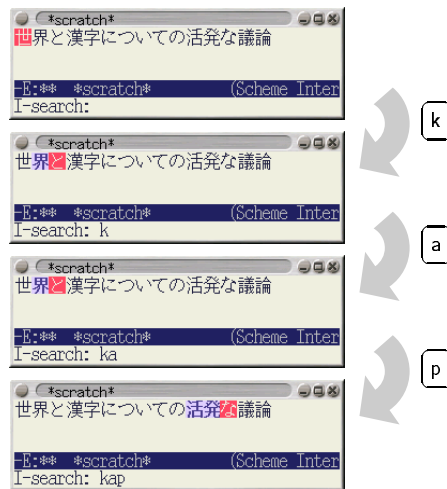 *scratch*
世界と漢字についての活発な議論
-E:** *scratch* (Scheme Inter
I-search:
k
*scratch*
世界と漢字についての活発な議論
-E:** *scratch* (Scheme Inter
I-search: k
a
*scratch*
世界と漢字についての活発な議論
-E:** *scratch* (Scheme Inter
I-search: ka
p
*scratch*
世界と漢字についての活発な議論
-E:** *scratch* (Scheme Inter
I-search: kap